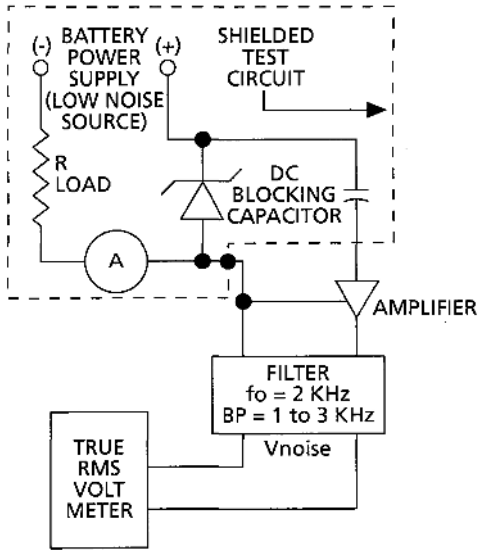 (-)
BATTERY
POWER
SUPPLY
(LOW NOISE
SOURCE)
(+)
SHIELDED
TEST
CIRCUIT
R
LOAD
DC
BLOCKING
CAPACITOR
A
AMPLIFIER
FILTER
fo = 2 KHz
BP = 1 to 3 KHz
Vnoise
TRUE
RMS
VOLT
METER